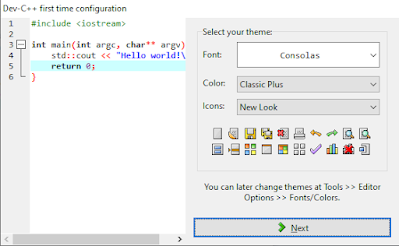 Dev-C++ first time configuration
1 #include <iostream>
2
3 int main(int argc, char** argv)
4 std::cout << "Hello world!\
5 return 0;
6 }
Select your theme:
Font: Consolas
Color: Classic Plus
Icons: New Look
You can later change themes at Tools >> Editor
Options >> Fonts/Colors.
Next